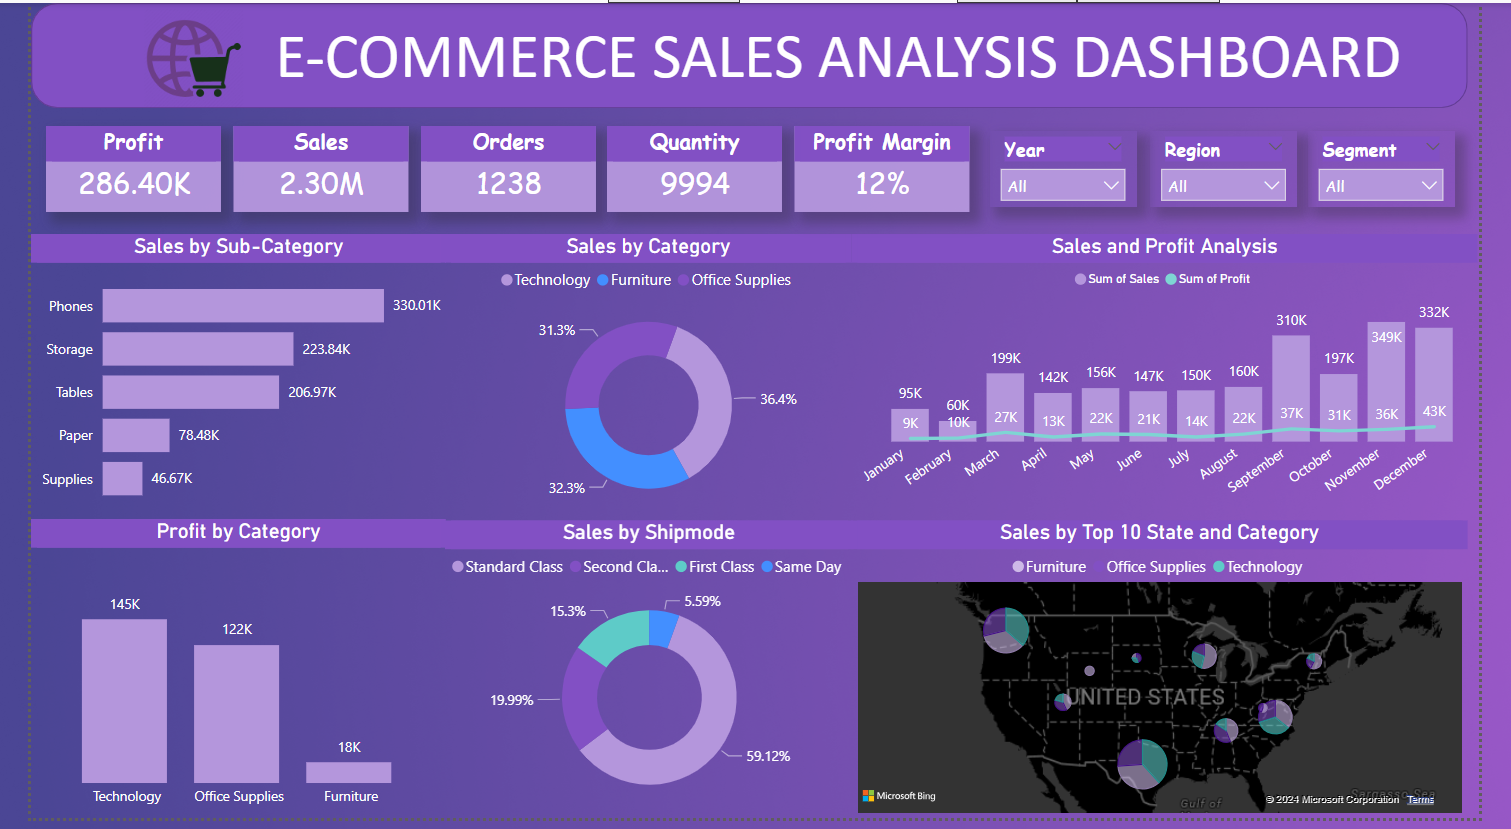 E-COMMERCE SALES ANALYSIS DASHBOARD
Profit
286.40K
Sales
2.30M
Orders
1238
Quantity
9994
Profit Margin
12%
Year
All
Region
All
Segment
All
Sales by Sub-Category
Phones 330.01K
Storage 223.84K
Tables 206.97K
Paper 78.48K
Supplies 46.67K
Sales by Category
Technology Furniture Office Supplies
31.3%
36.4%
32.3%
Sales and Profit Analysis
Sum of Sales Sum of Profit
95K 60K 199K 142K 156K 147K 150K 160K 310K 197K 349K 332K
9K 10K 27K 13K 22K 21K 14K 22K 37K 31K 36K 43K
January February March April May June July August September October November December
Profit by Category
145K
122K
18K
Technology Office Supplies Furniture
Sales by Shipmode
Standard Class Second Cla... First Class Same Day
5.59%
15.3%
19.99%
59.12%
Sales by Top 10 State and Category
Furniture Office Supplies Technology
UNITED STATES
Sargasso Sea
Gulf of
Microsoft Bing
© 2024 Microsoft Corporation Terms